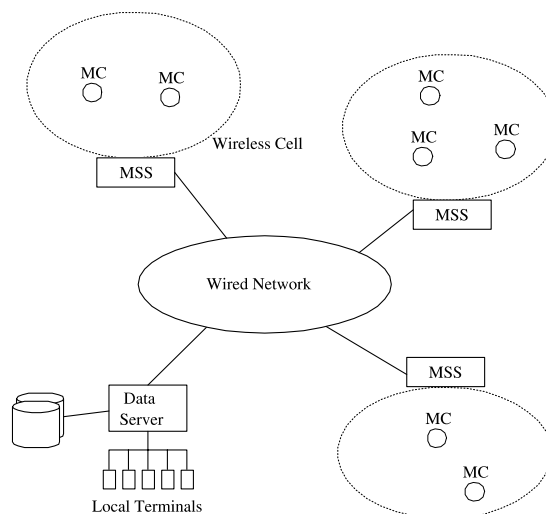 MC
MC
Wireless Cell
MSS
MC
MC
MC
MSS
Wired Network
MSS
MC
MC
Data
Server
Local Terminals